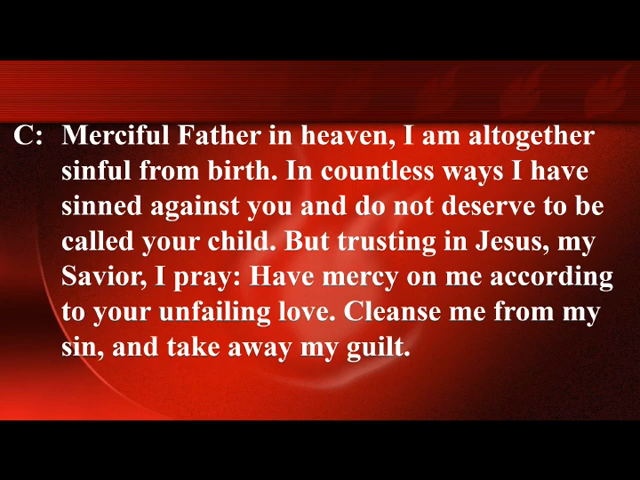 C: Merciful Father in heaven, I am altogether
sinful from birth. In countless ways I have
sinned against you and do not deserve to be
called your child. But trusting in Jesus, my
Savior, I pray: Have mercy on me according
to your unfailing love. Cleanse me from my
sin, and take away my guilt.